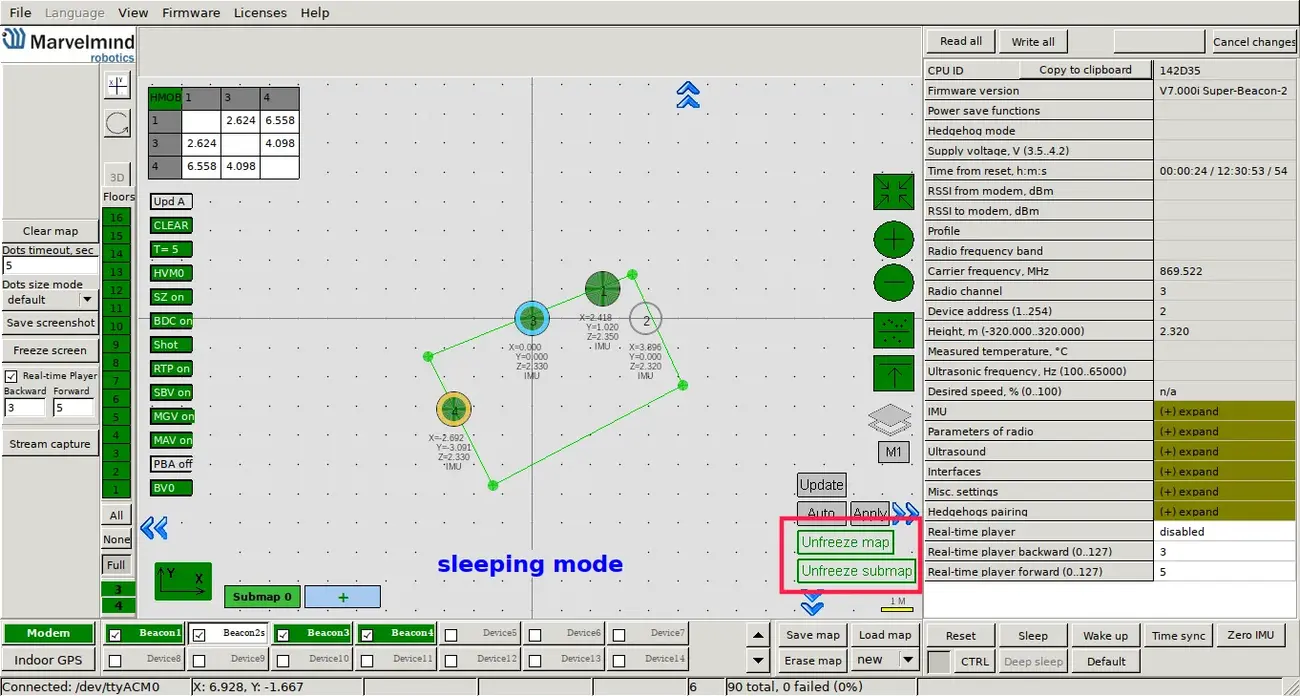 File Language View Firmware Licenses Help
Marvelmind
robotics
Read all Write all Cancel changes
HMOB 1 3 4
1 2.624 6.558
3 2.624 4.098
4 6.558 4.098
3D
Floors
16
15
14
13
12
11
10
9
8
7
6
5
4
3
2
1
All
None
Full
3
4
Clear map
Dots timeout, sec
5
Dots size mode
default
Save screenshot
Freeze screen
Real-time Player
Backward Forward
3 5
Stream capture
Upd A
CLEAR
T= 5
HVM0
SZ on
BDC on
Shot
RTP on
SBV on
MGV on
MAV on
PBA off
BV0
1
X=2.418
Y=1.020
Z=2.350
IMU
2
X=3.896
Y=0.000
Z=2.320
IMU
3
X=0.000
Y=0.000
Z=2.330
IMU
4
X=-2.692
Y=-3.091
Z=2.330
IMU
M1
Update
Auto Apply
Unfreeze map
Unfreeze submap
sleeping mode
Y X
Submap 0 +
1 M
CPU ID Copy to clipboard 142D35
Firmware version V7.000i Super-Beacon-2
Power save functions
Hedgehog mode
Supply voltage, V (3.5..4.2)
Time from reset, h:m:s 00:00:24 / 12:30:53 / 54
RSSI from modem, dBm
RSSI to modem, dBm
Profile
Radio frequency band
Carrier frequency, MHz 869.522
Radio channel 3
Device address (1..254) 2
Height, m (-320.000..320.000) 2.320
Measured temperature, °C
Ultrasonic frequency, Hz (100..65000)
Desired speed, % (0..100) n/a
IMU (+) expand
Parameters of radio (+) expand
Ultrasound (+) expand
Interfaces (+) expand
Misc. settings (+) expand
Hedgehogs pairing (+) expand
Real-time player disabled
Real-time player backward (0..127) 3
Real-time player forward (0..127) 5
Modem Beacon1 Beacon2s Beacon3 Beacon4 Device5 Device6 Device7 Save map Load map Reset Sleep Wake up Time sync Zero IMU
Indoor GPS Device8 Device9 Device10 Device11 Device12 Device13 Device14 Erase map new CTRL Deep sleep Default
Connected: /dev/ttyACM0 X: 6.928, Y: -1.667 6 90 total, 0 failed (0%)